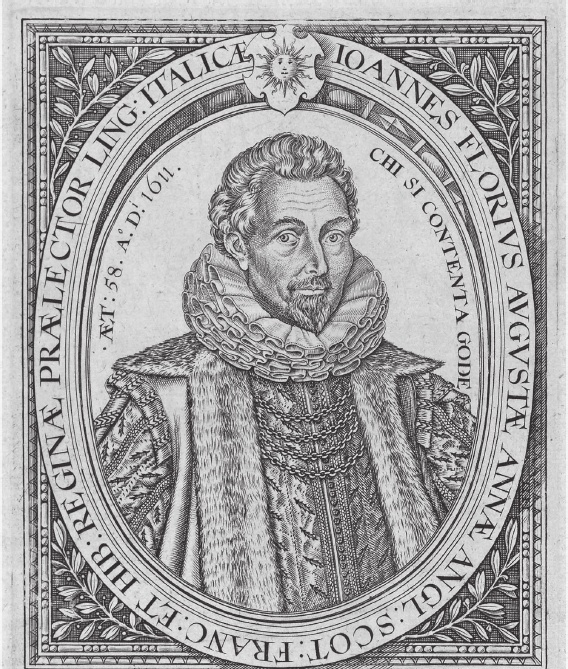 IOANNES FLORIVS AVGVSTÆ ANNÆ ANGL: SCOT: FRANC: ET HIB: REGINÆ PRÆLECTOR LING: ITALICÆ
CHI SI CONTENTA GODE
·ÆT: 58. A.º D.ⁱ 1611.